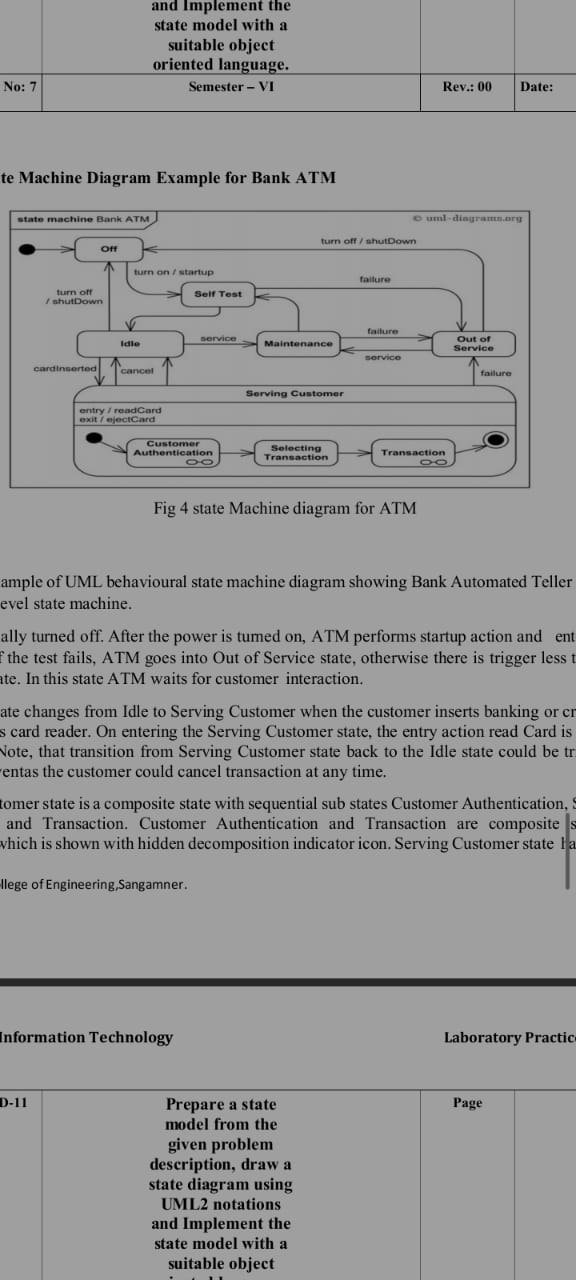 and Implement the
state model with a
suitable object
oriented language.
No: 7 Semester – VI Rev.: 00 Date:
te Machine Diagram Example for Bank ATM
state machine Bank ATM
© uml-diagrams.org
turn off / shutDown
Off
turn on / startup
failure
turn off
/ shutDown
Self Test
failure
service
Idle
Maintenance
Out of
Service
service
cardInserted
cancel
failure
Serving Customer
entry / readCard
exit / ejectCard
Customer
Authentication
Selecting
Transaction
Transaction
Fig 4 state Machine diagram for ATM
ample of UML behavioural state machine diagram showing Bank Automated Teller
evel state machine.
ally turned off. After the power is turned on, ATM performs startup action and ent
f the test fails, ATM goes into Out of Service state, otherwise there is trigger less t
ate. In this state ATM waits for customer interaction.
ate changes from Idle to Serving Customer when the customer inserts banking or cr
s card reader. On entering the Serving Customer state, the entry action read Card is
Note, that transition from Serving Customer state back to the Idle state could be tr
entas the customer could cancel transaction at any time.
tomer state is a composite state with sequential sub states Customer Authentication, S
and Transaction. Customer Authentication and Transaction are composite s
which is shown with hidden decomposition indicator icon. Serving Customer state ha
llege of Engineering,Sangamner.
Information Technology Laboratory Practice
D-11 Prepare a state Page
model from the
given problem
description, draw a
state diagram using
UML2 notations
and Implement the
state model with a
suitable object